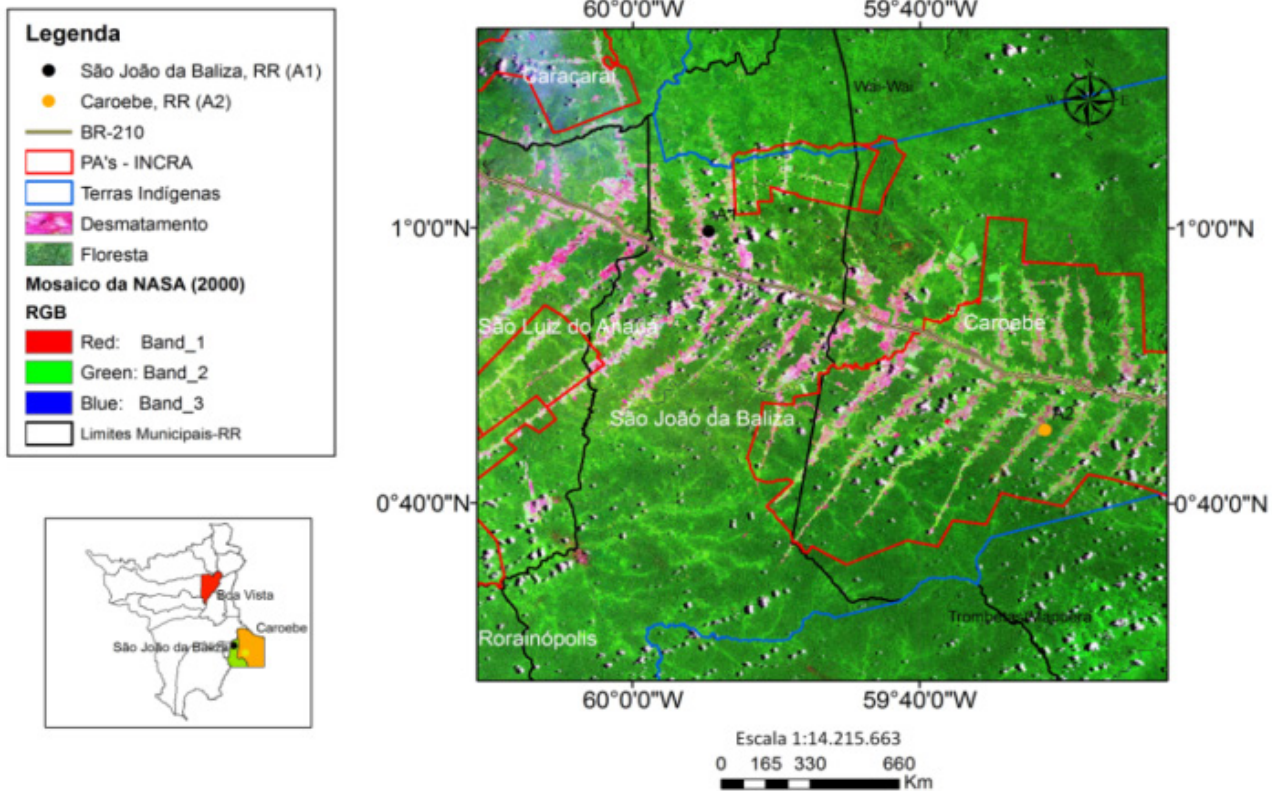 Legenda
São João da Baliza, RR (A1)
Caroebe, RR (A2)
BR-210
PA's - INCRA
Terras Indígenas
Desmatamento
Floresta
Mosaico da NASA (2000)
RGB
Red: Band_1
Green: Band_2
Blue: Band_3
Limites Municipais-RR
Boa Vista
Caroebe
São João da Baliza
60°0'0"W 59°40'0"W
Caracaraí
Wai-Wai
N
W E
S
A1
1°0'0"N 1°0'0"N
São Luiz do Anauá
Caroebe
São João da Baliza
A2
0°40'0"N 0°40'0"N
Trombetas/Mapuera
Rorainópolis
60°0'0"W 59°40'0"W
Escala 1:14.215.663
0 165 330 660
Km